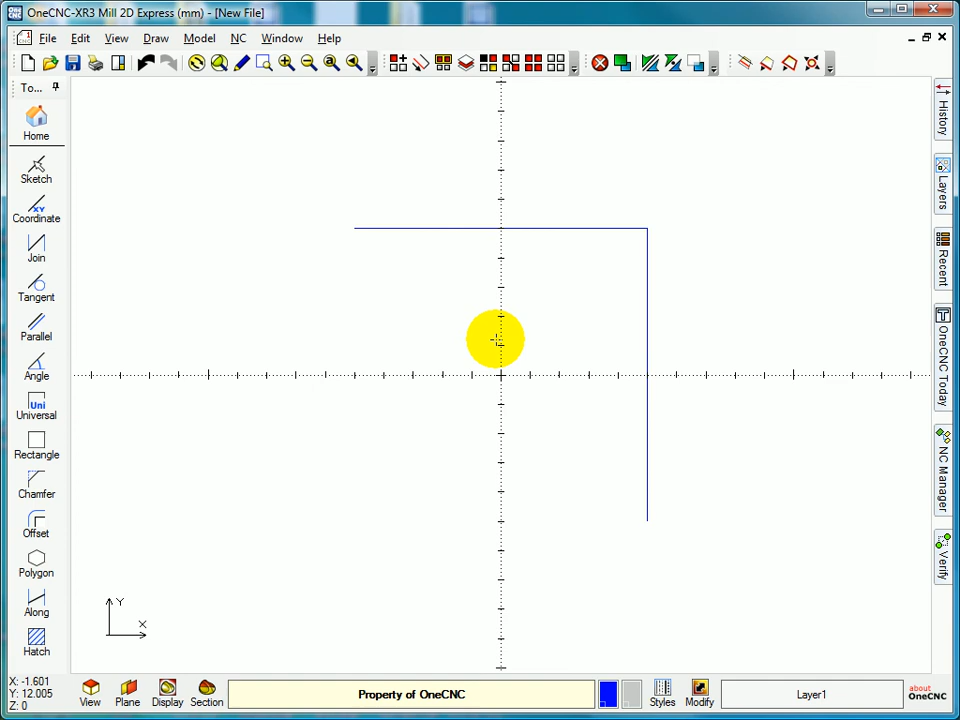 OneCNC-XR3 Mill 2D Express (mm) - [New File]
File Edit View Draw Model NC Window Help
To...
Home
Sketch
XY
Coordinate
Join
Tangent
Parallel
Angle
Uni
Universal
Rectangle
Chamfer
Offset
Polygon
Along
Hatch
History
Layers
Recent
OneCNC Today
NC Manager
Verify
Y
X
X: -1.601
Y: 12.005
Z: 0
View Plane Display Section
Property of OneCNC
Styles Modify
Layer1
about
OneCNC